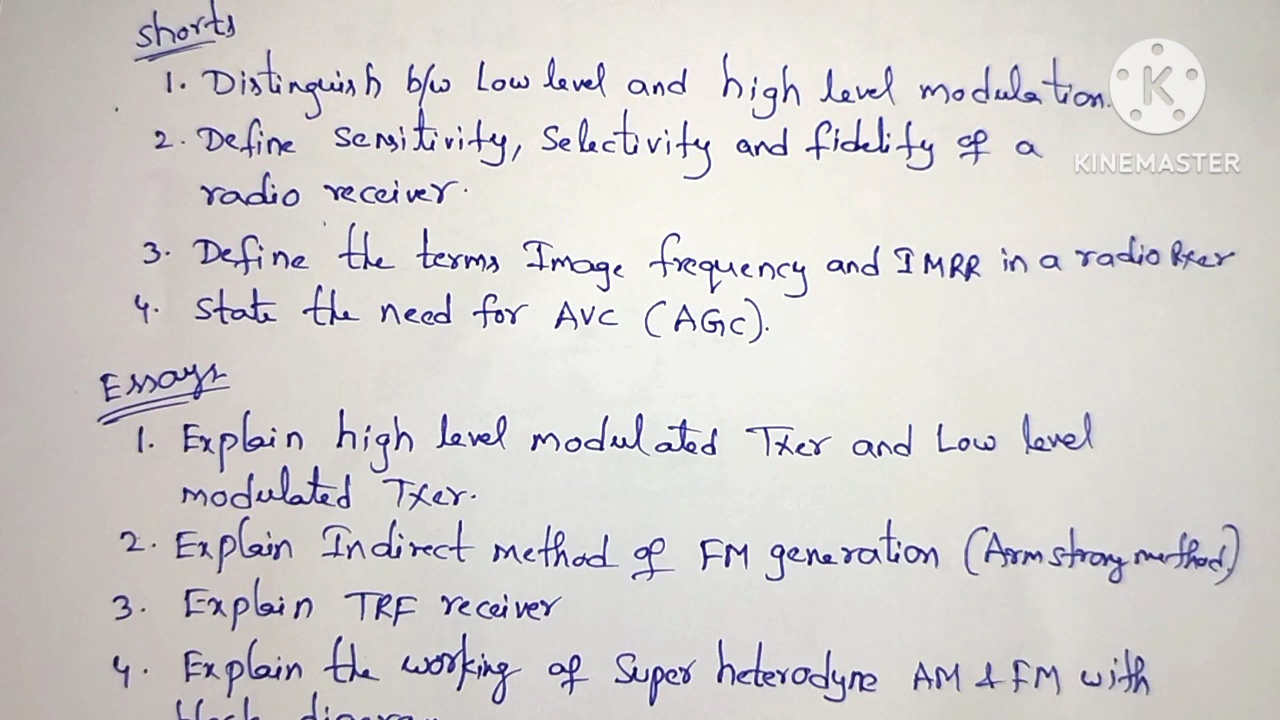 Shorts
1. Distinguish b/w Low level and high level modulation.
2. Define sensitivity, Selectivity and fidelity of a
radio receiver.
3. Define the terms Image frequency and IMRR in a radio Rxer
4. State the need for AVC (AGC).
Essays
1. Explain high level modulated Txer and Low level
modulated Txer.
2. Explain Indirect method of FM generation (Armstrong method)
3. Explain TRF receiver
4. Explain the working of Super heterodyne AM & FM with
K
KINEMASTER